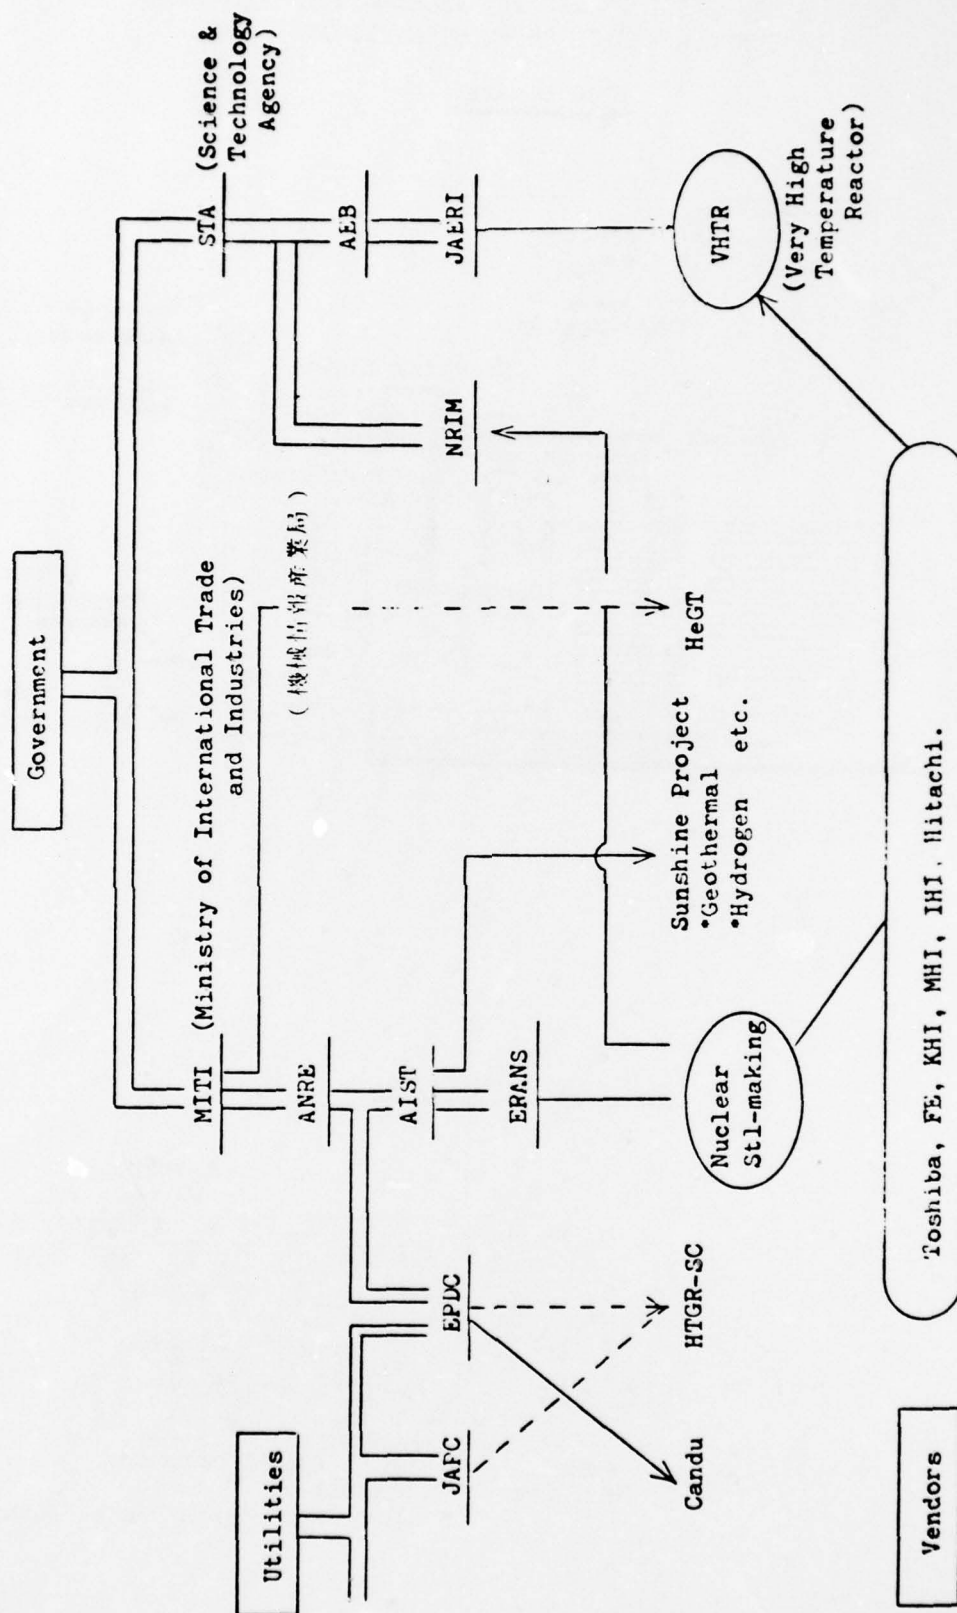 Government
STA
(Science &
Technology
Agency)
MITI
(Ministry of International Trade
and Industries)
(機械情報産業局)
Utilities
ANRE
AEB
AIST
JAERI
NRIM
ERANS
EPDC
JAPC
Sunshine Project
*Geothermal
*Hydrogen etc.
HeGT
Candu
HTGR-SC
Nuclear
Stl-making
VHTR
(Very High
Temperature
Reactor)
Vendors
Toshiba, FE, KHI, MHI, IHI, Hitachi.